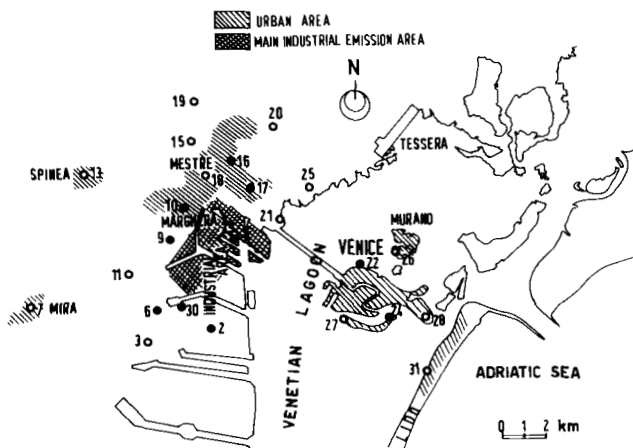 URBAN AREA
MAIN INDUSTRIAL EMISSION AREA
N
19
20
15
TESSERA
MESTRE
16
SPINEA
13
18
17
25
10
MARGHERA
21
MURANO
9
VENICE
26
22
11
INDUSTRIAL
AREA
LAGOON
7 MIRA
6
30
2
27
24
28
3
VENETIAN
31
ADRIATIC SEA
0 1 2 km